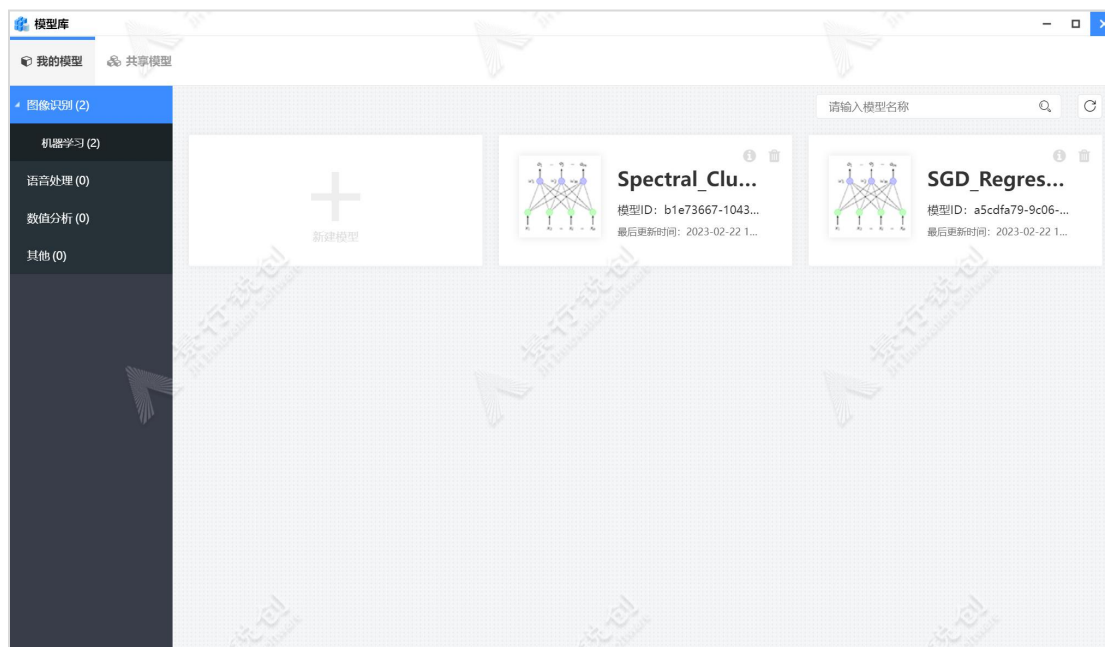 模型库
我的模型
共享模型
图像识别 (2)
机器学习 (2)
语音处理 (0)
数值分析 (0)
其他 (0)
请输入模型名称
新建模型
Spectral_Clu...
模型ID：b1e73667-1043...
最后更新时间：2023-02-22 1...
SGD_Regres...
模型ID：a5cdfa79-9c06-...
最后更新时间：2023-02-22 1...
景行锐创